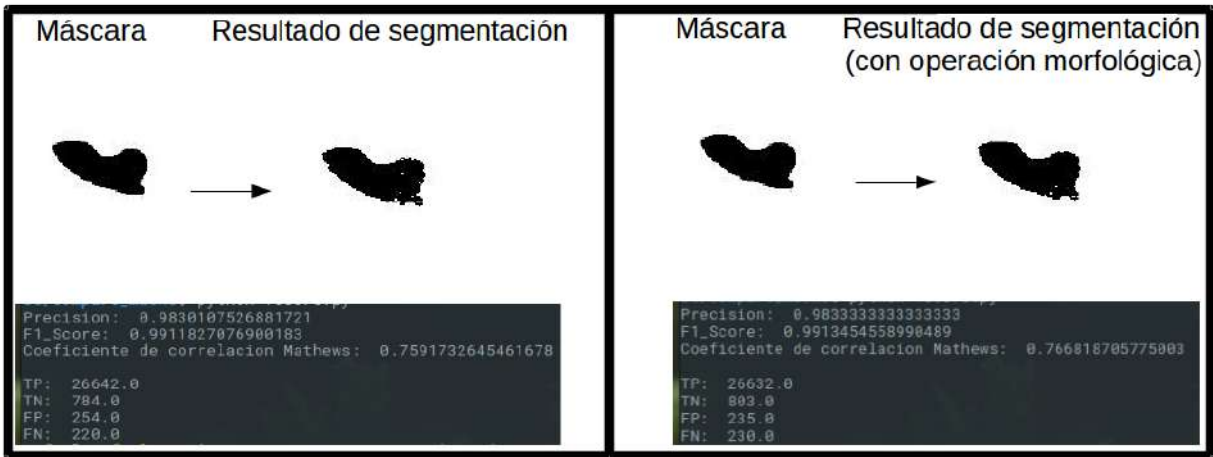 Máscara
Resultado de segmentación
Precision: 0.9830107526881721
F1_Score: 0.9911827076900183
Coeficiente de correlacion Mathews: 0.7591732645461678
TP: 26642.0
TN: 784.0
FP: 254.0
FN: 220.0
Máscara
Resultado de segmentación
(con operación morfológica)
Precision: 0.9833333333333333
F1_Score: 0.9913454558990489
Coeficiente de correlacion Mathews: 0.766818705775003
TP: 26632.0
TN: 803.0
FP: 235.0
FN: 230.0